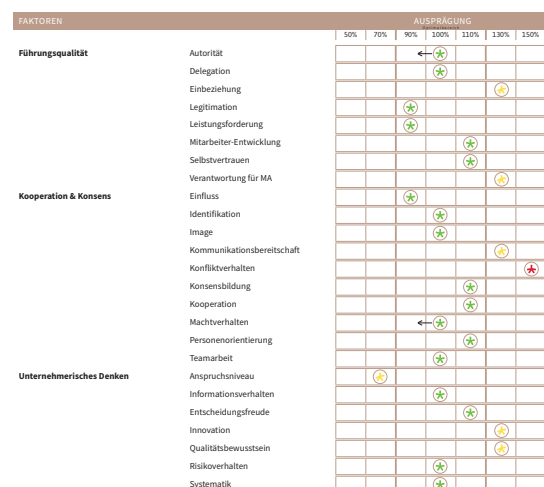 FAKTOREN AUSPRÄGUNG
50% 70% 90% 100% 110% 130% 150%
Führungsqualität Autorität
Delegation
Einbeziehung
Legitimation
Leistungsforderung
Mitarbeiter-Entwicklung
Selbstvertrauen
Verantwortung für MA
Kooperation & Konsens Einfluss
Identifikation
Image
Kommunikationsbereitschaft
Konfliktverhalten
Konsensbildung
Kooperation
Machtverhalten
Personenorientierung
Teamarbeit
Unternehmerisches Denken Anspruchsniveau
Informationsverhalten
Entscheidungsfreude
Innovation
Qualitätsbewusstsein
Risikoverhalten
Systematik